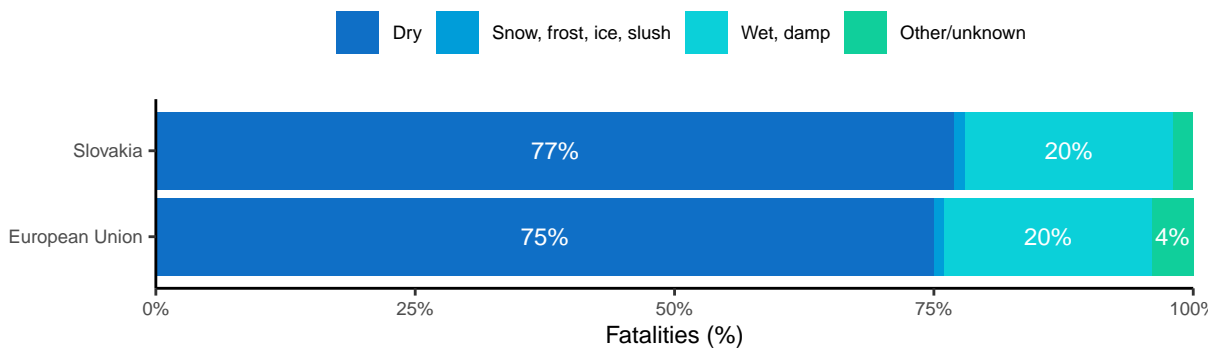 Dry Snow, frost, ice, slush Wet, damp Other/unknown
Slovakia 77% 20%
European Union 75% 20% 4%
0% 25% 50% 75% 100%
Fatalities (%)